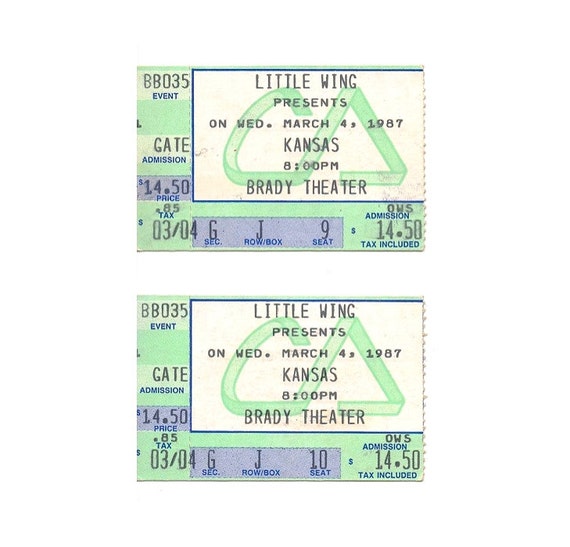 BB035 LITTLE WING
EVENT PRESENTS
ON WED. MARCH 4, 1987
GATE KANSAS
ADMISSION 8:00PM
$14.50 BRADY THEATER
PRICE
.85 OWS
TAX ADMISSION
03/04 G J 9 $ 14.50
SEC. ROW/BOX SEAT TAX INCLUDED
BB035 LITTLE WING
EVENT PRESENTS
ON WED. MARCH 4, 1987
GATE KANSAS
ADMISSION 8:00PM
$14.50 BRADY THEATER
PRICE
.85 OWS
TAX ADMISSION
03/04 G J 10 $ 14.50
SEC. ROW/BOX SEAT TAX INCLUDED